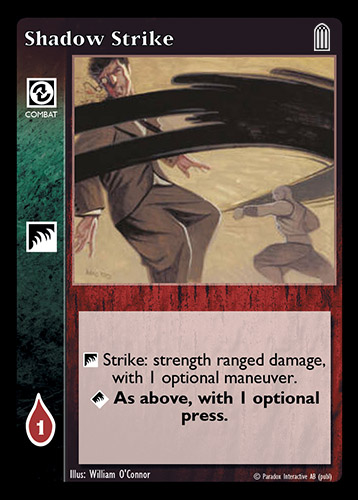 Shadow Strike
COMBAT
Strike: strength ranged damage,
with 1 optional maneuver.
As above, with 1 optional
press.
1
Illus: William O'Connor
© Paradox Interactive AB (publ)